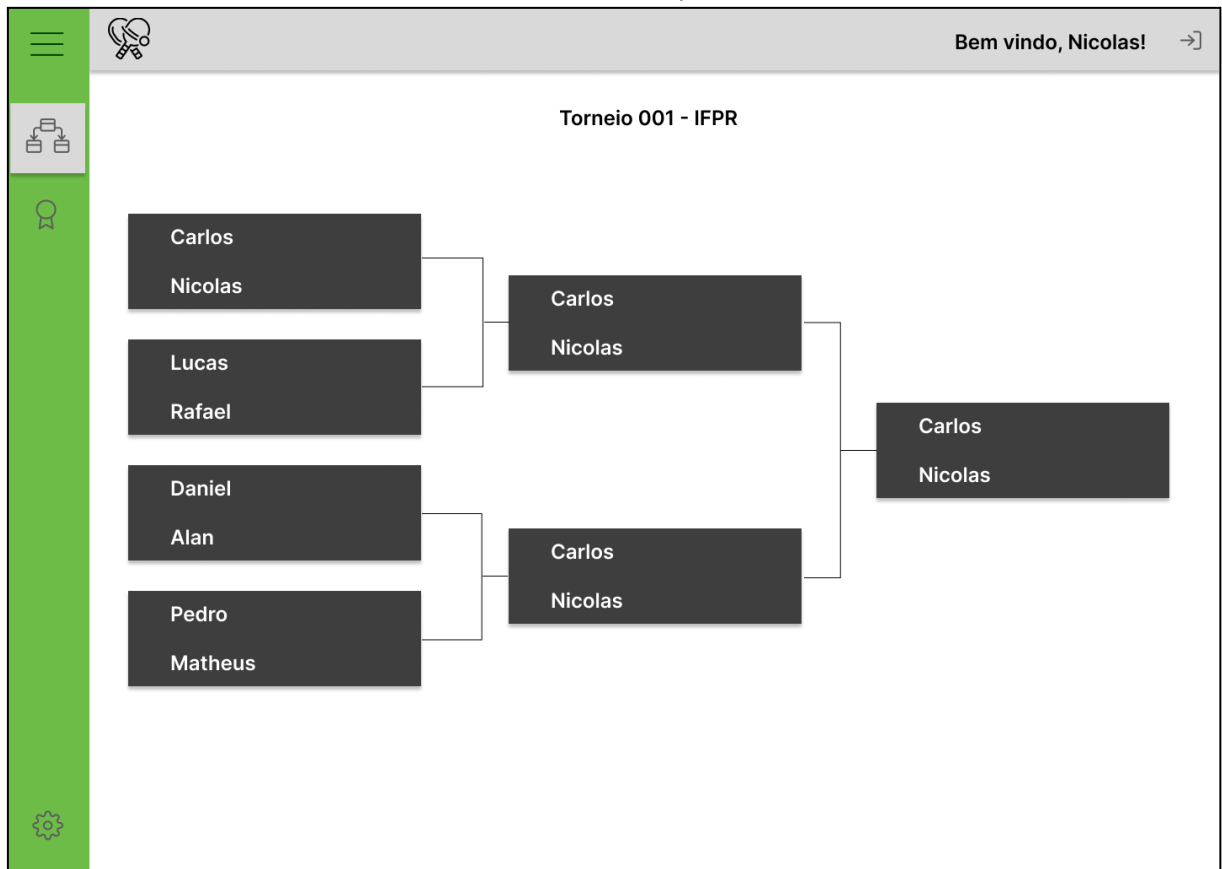 Bem vindo, Nicolas!
Torneio 001 - IFPR
Carlos
Nicolas
Lucas
Rafael
Daniel
Alan
Pedro
Matheus
Carlos
Nicolas
Carlos
Nicolas
Carlos
Nicolas